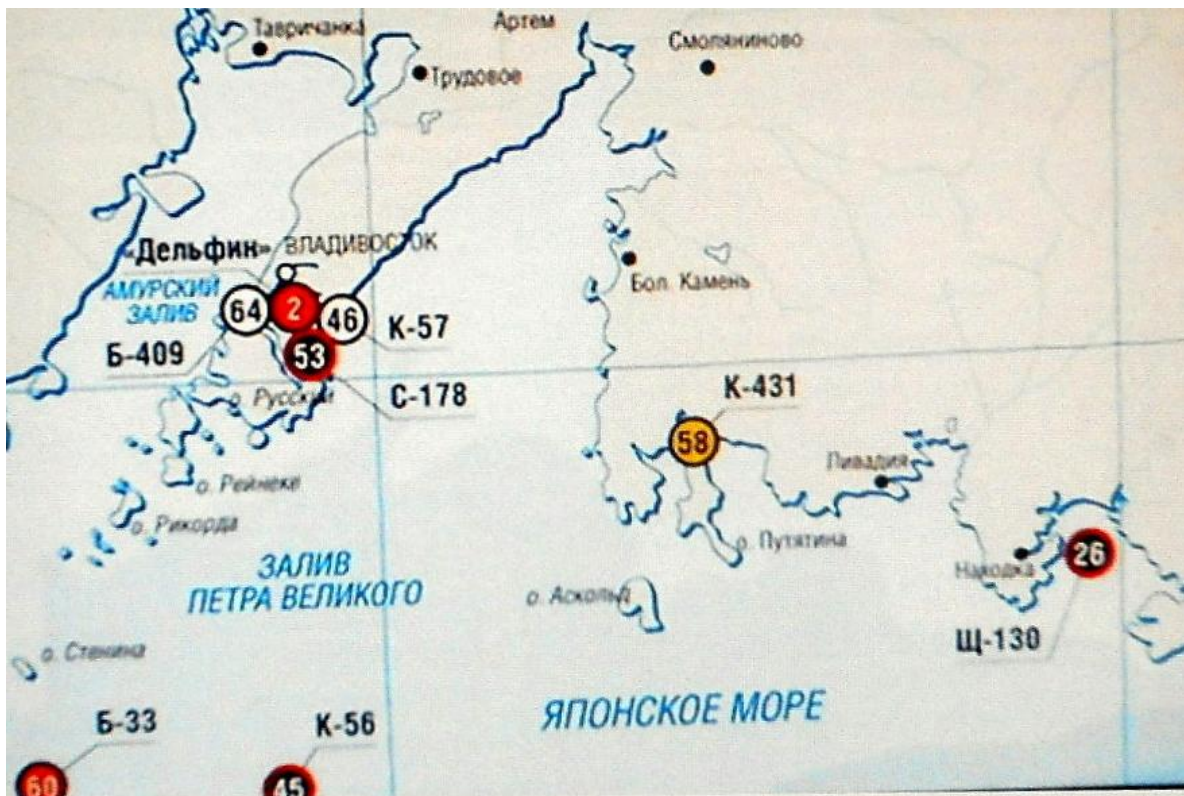 Тавричанка
Артем
Смоляниново
Трудовое
«Дельфин» ВЛАДИВОСТОК
АМУРСКИЙ
ЗАЛИВ
64
2
46
К-57
Б-409
53
С-178
Бол. Камень
о. Русский
К-431
58
о. Рейнеке
Ливадия
о. Рикорда
о. Путятина
Находка
26
ЗАЛИВ
ПЕТРА ВЕЛИКОГО
о. Аскольд
Щ-130
о. Стенина
ЯПОНСКОЕ МОРЕ
Б-33
К-56
60
45